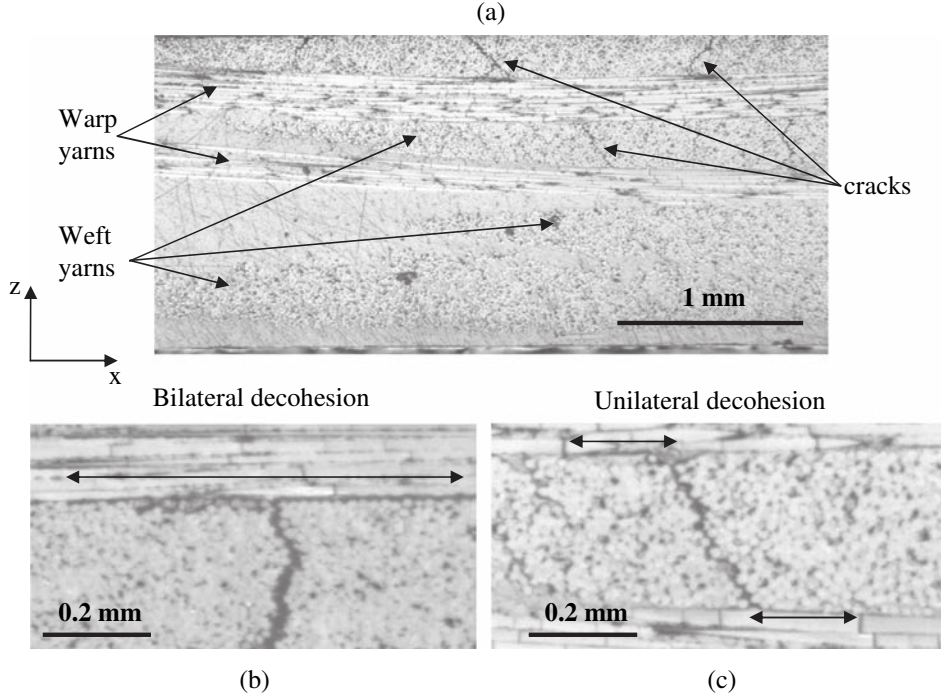 (a)
Warp
yarns
cracks
Weft
yarns
1 mm
z
x
Bilateral decohesion
Unilateral decohesion
0.2 mm
0.2 mm
(b)
(c)